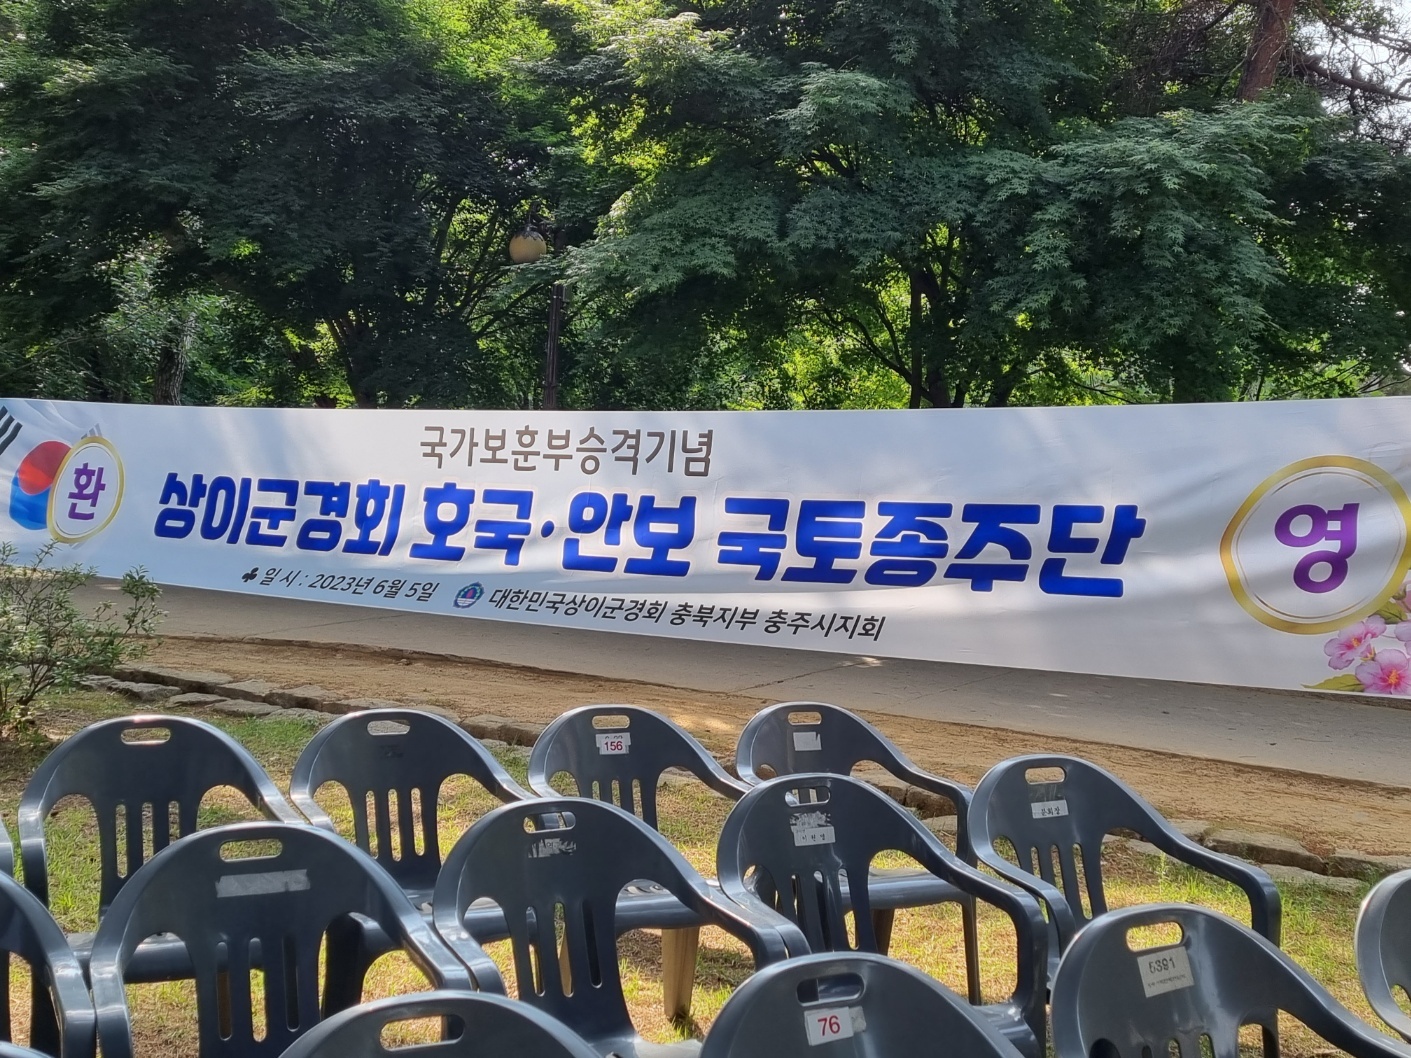 국가보훈부승격기념
환
상이군경회 호국·안보 국토종주단
영
일 시 : 2023년 6월 5일 대한민국상이군경회 충북지부 충주시지회
156
76